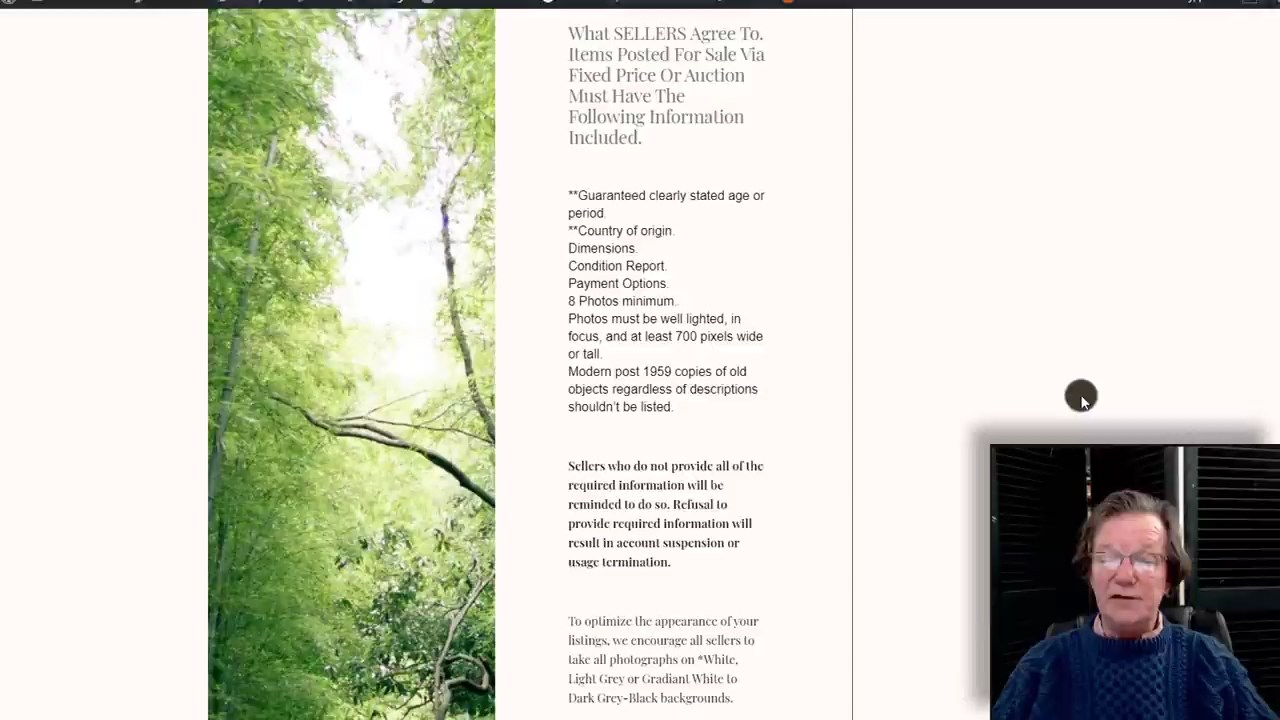 What SELLERS Agree To.
Items Posted For Sale Via
Fixed Price Or Auction
Must Have The
Following Information
Included.
**Guaranteed clearly stated age or
period.
**Country of origin.
Dimensions.
Condition Report.
Payment Options.
8 Photos minimum.
Photos must be well lighted, in
focus, and at least 700 pixels wide
or tall.
Modern post 1959 copies of old
objects regardless of descriptions
shouldn't be listed.
Sellers who do not provide all of the
required information will be
reminded to do so. Refusal to
provide required information will
result in account suspension or
usage termination.
To optimize the appearance of your
listings, we encourage all sellers to
take all photographs on *White,
Light Grey or Gradiant White to
Dark Grey-Black backgrounds.